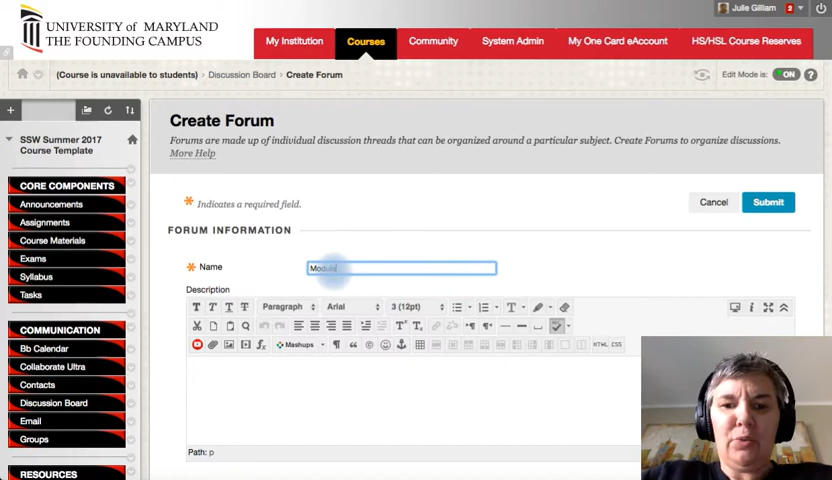 UNIVERSITY of MARYLAND
THE FOUNDING CAMPUS
Julie Gilliam 2
My Institution Courses Community System Admin My One Card eAccount HS/HSL Course Reserves
(Course is unavailable to students) > Discussion Board > Create Forum
Edit Mode is: ON ?
SSW Summer 2017
Course Template
CORE COMPONENTS
Announcements
Assignments
Course Materials
Exams
Syllabus
Tasks
COMMUNICATION
Bb Calendar
Collaborate Ultra
Contacts
Discussion Board
Email
Groups
RESOURCES
Create Forum
Forums are made up of individual discussion threads that can be organized around a particular subject. Create Forums to organize discussions.
More Help
Indicates a required field.
Cancel Submit
FORUM INFORMATION
Name
Description
T T T T Paragraph Arial 3 (12pt)
Mashups HTML CSS
Path: p